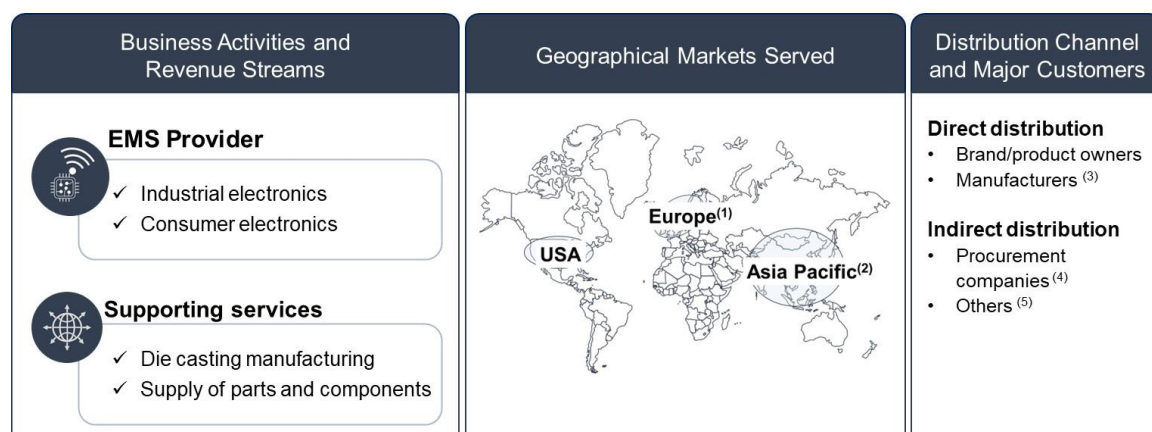 Business Activities and
Revenue Streams
EMS Provider
✓ Industrial electronics
✓ Consumer electronics
Supporting services
✓ Die casting manufacturing
✓ Supply of parts and components
Geographical Markets Served
Europe(1)
USA
Asia Pacific(2)
Distribution Channel
and Major Customers
Direct distribution
• Brand/product owners
• Manufacturers (3)
Indirect distribution
• Procurement
companies (4)
• Others (5)